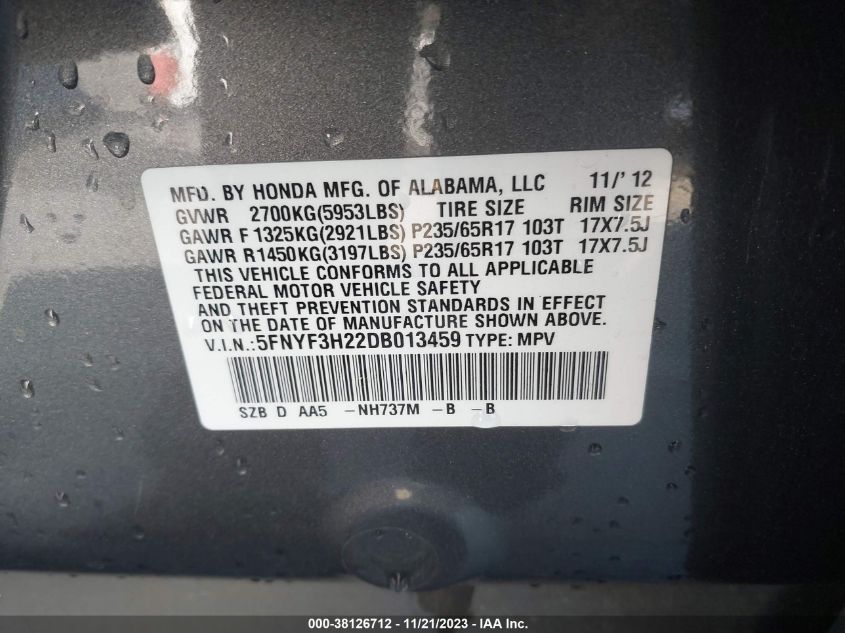 MFD. BY HONDA MFG. OF ALABAMA, LLC 11/' 12
GVWR 2700KG(5953LBS) TIRE SIZE RIM SIZE
GAWR F 1325KG(2921LBS) P235/65R17 103T 17X7.5J
GAWR R1450KG(3197LBS) P235/65R17 103T 17X7.5J
THIS VEHICLE CONFORMS TO ALL APPLICABLE
FEDERAL MOTOR VEHICLE SAFETY
AND THEFT PREVENTION STANDARDS IN EFFECT
ON THE DATE OF MANUFACTURE SHOWN ABOVE.
V.I.N.:5FNYF3H22DB013459 TYPE: MPV
SZB D AA5 -NH737M -B -B
000-38126712 - 11/21/2023 - IAA Inc.